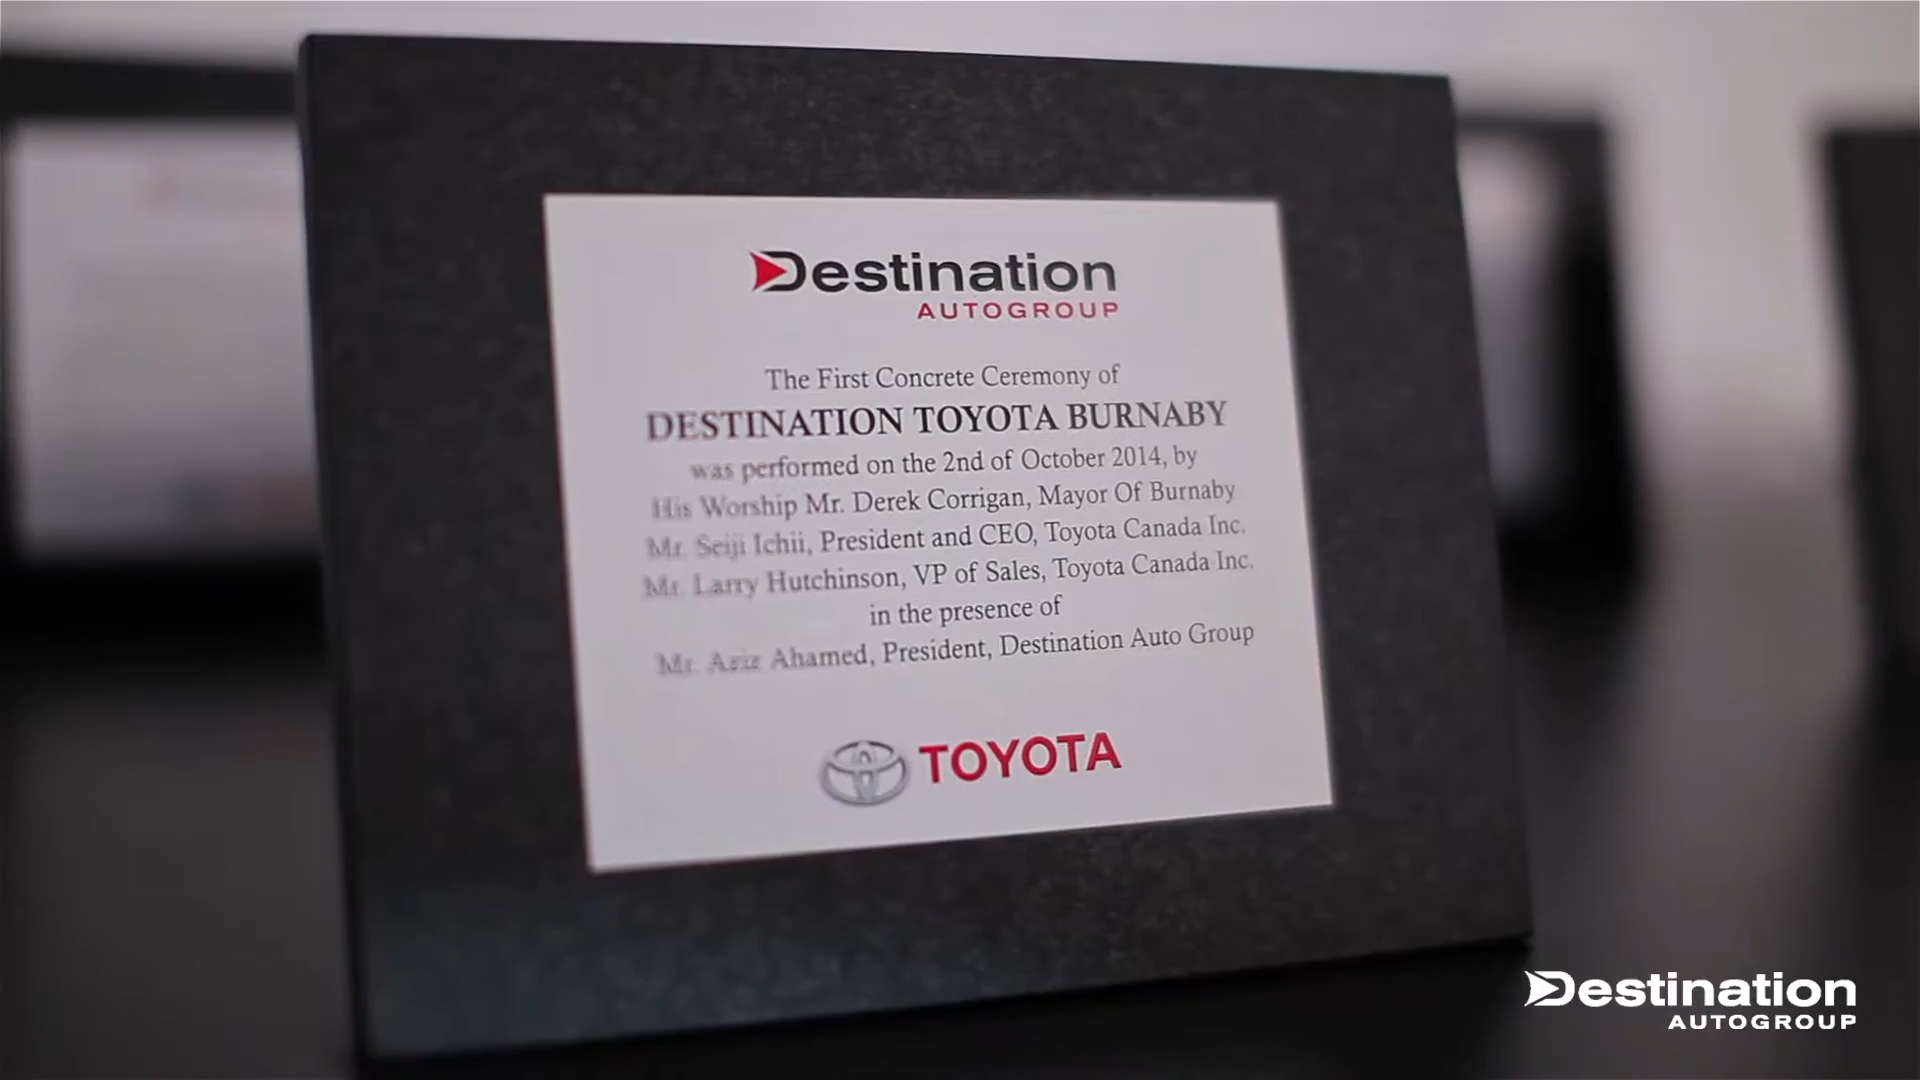 Destination
AUTOGROUP
The First Concrete Ceremony of
DESTINATION TOYOTA BURNABY
was performed on the 2nd of October 2014, by
His Worship Mr. Derek Corrigan, Mayor Of Burnaby
Mr. Seiji Ichii, President and CEO, Toyota Canada Inc.
Mr. Larry Hutchinson, VP of Sales, Toyota Canada Inc.
in the presence of
Mr. Aziz Ahamed, President, Destination Auto Group
TOYOTA
Destination
AUTOGROUP